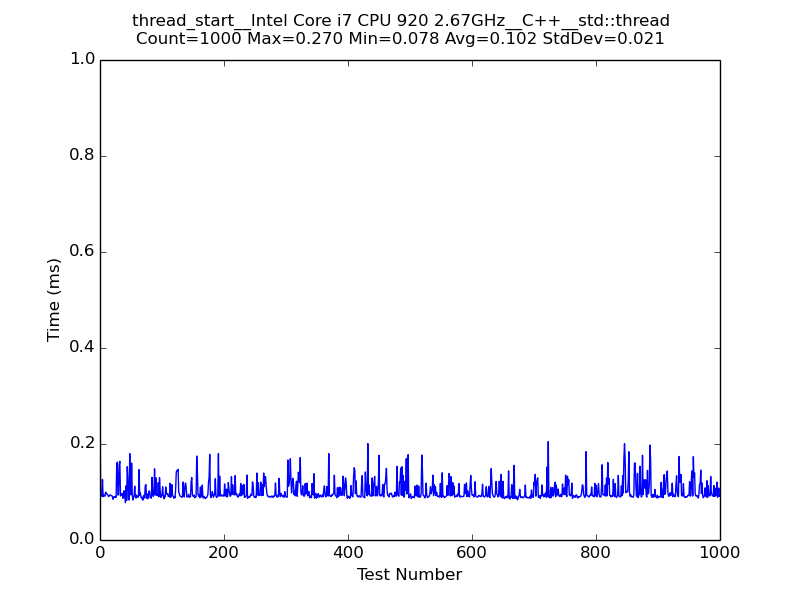 thread_start__Intel Core i7 CPU 920 2.67GHz__C++__std::thread
Count=1000 Max=0.270 Min=0.078 Avg=0.102 StdDev=0.021
1.0
0.8
0.6
0.4
0.2
0.0
Time (ms)
0 200 400 600 800 1000
Test Number